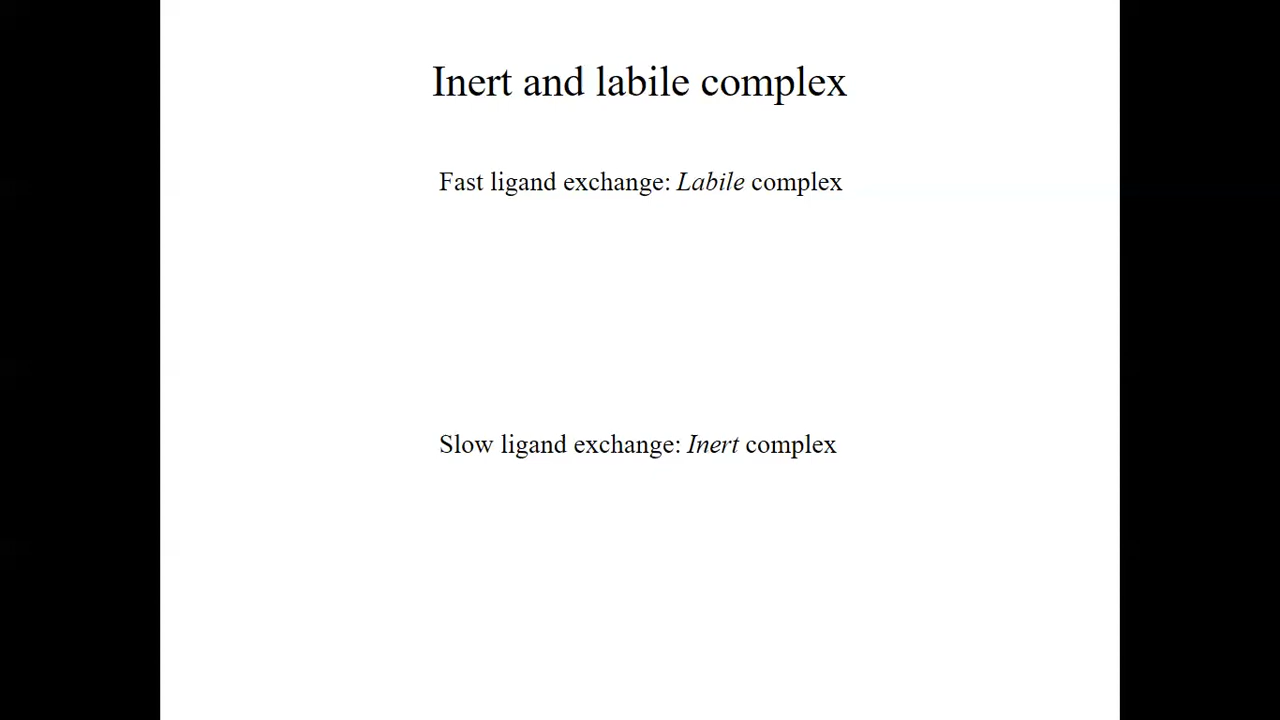 Inert and labile complex
Fast ligand exchange: Labile complex
Slow ligand exchange: Inert complex